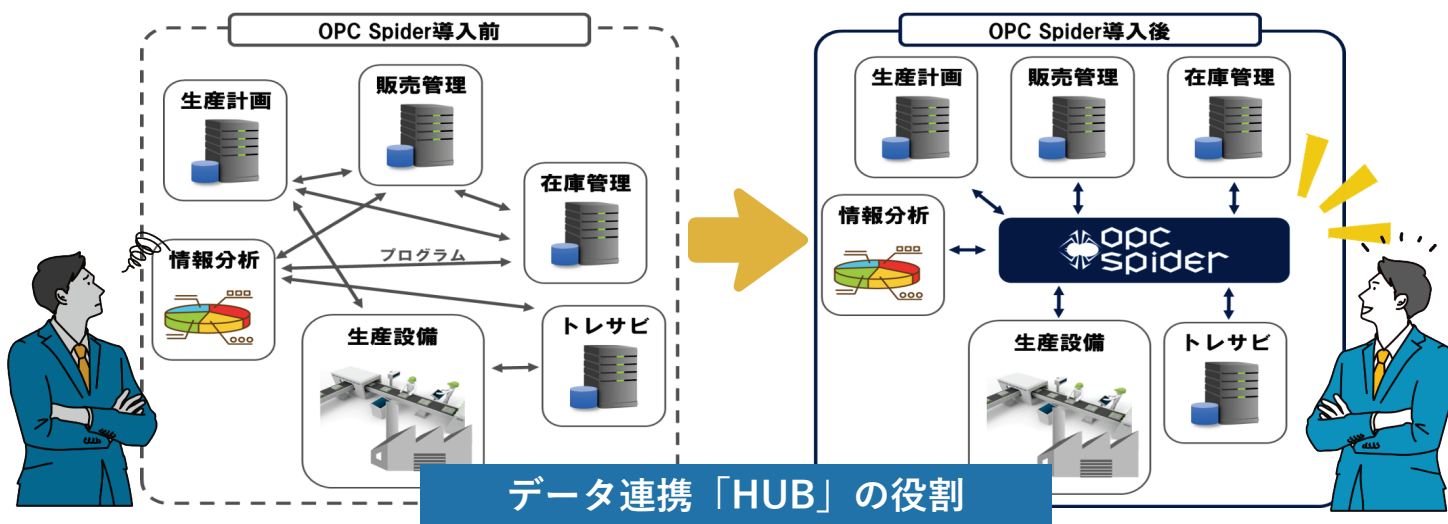 OPC Spider導入前
生産計画
販売管理
在庫管理
情報分析
プログラム
生産設備
トレサビ
OPC Spider導入後
生産計画
販売管理
在庫管理
情報分析
opc
spider
生産設備
トレサビ
データ連携「HUB」の役割